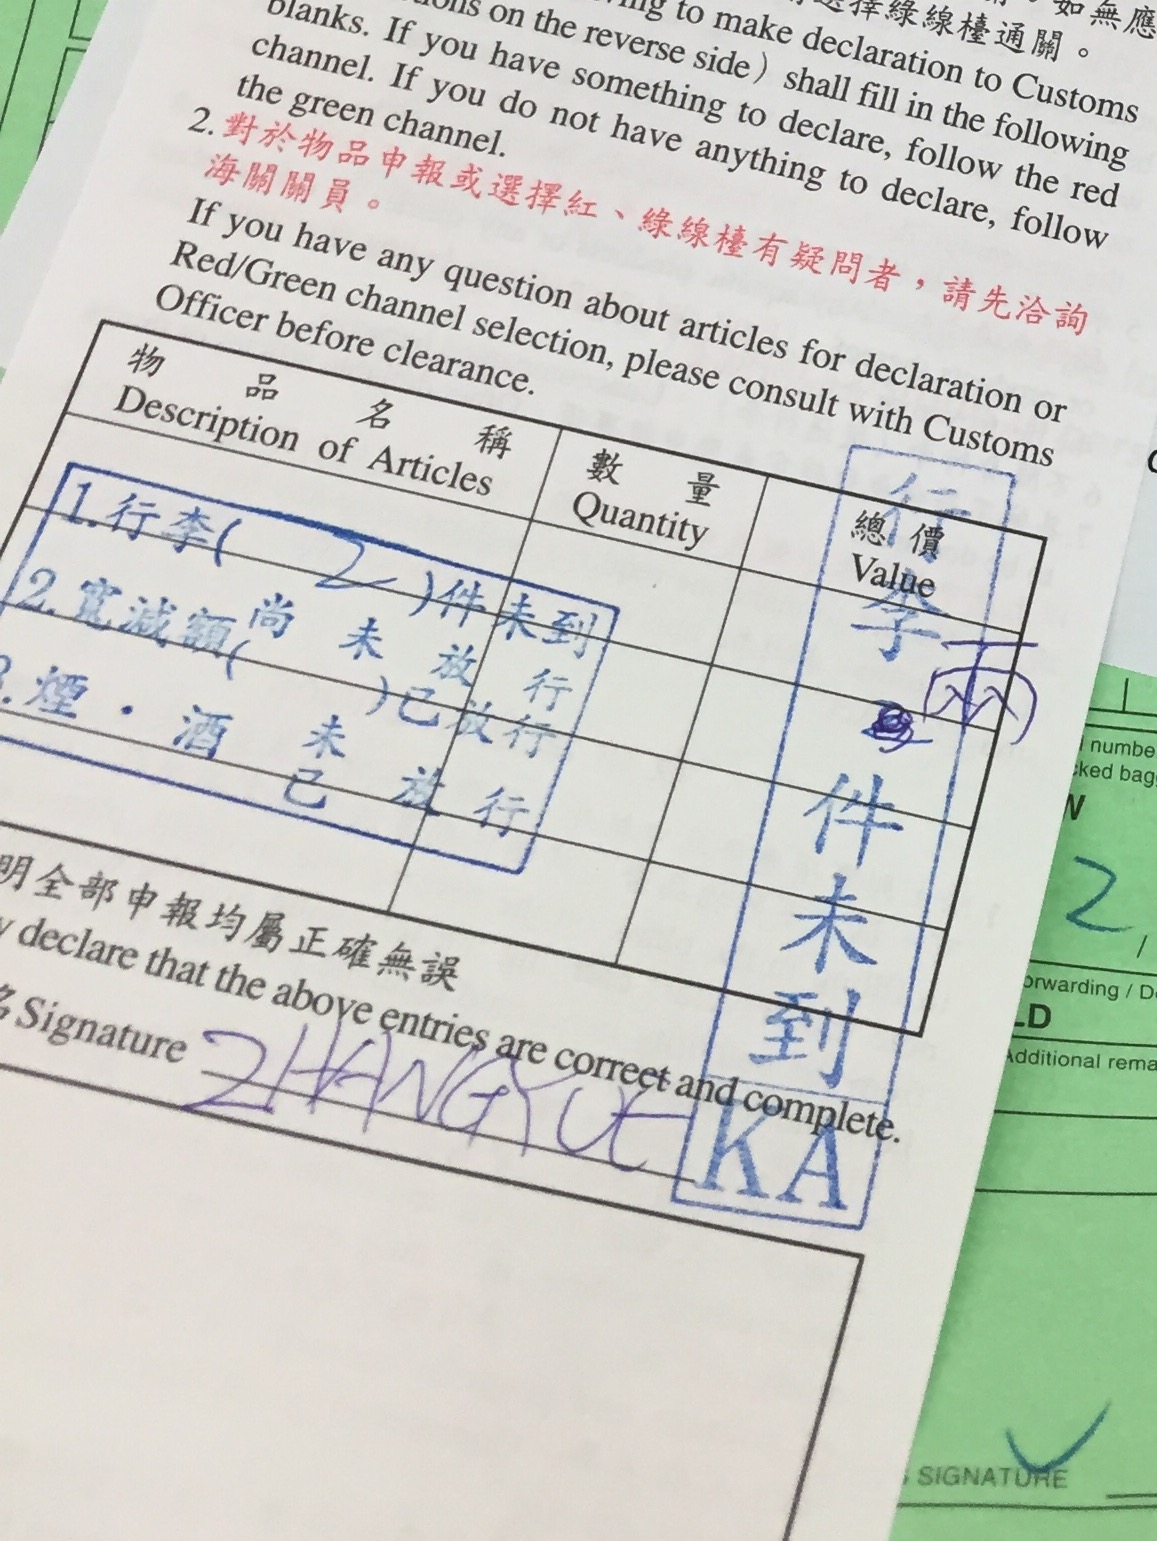 選擇綠線檯通關。如無應
ing to make declaration to Customs
ons on the reverse side) shall fill in the following
blanks. If you have something to declare, follow the red
channel. If you do not have anything to declare, follow
the green channel.
2. 對於物品申報或選擇紅、綠線檯有疑問者，請先洽詢
海關關員。
If you have any question about articles for declaration or
Red/Green channel selection, please consult with Customs
Officer before clearance.
物品名稱 數量 總價
Description of Articles Quantity Value
1.行李( 2 )件未到
2.寬減額 尚未放行
( )已放行
3.煙・酒 未
已 放行
行李
兩
件未到
KA
明全部申報均屬正確無誤
y declare that the above entries are correct and complete.
名 Signature ZHANGYUE
numbe
ked bag
W
2 /
orwarding / D
LD
Additional rema
SIGNATURE